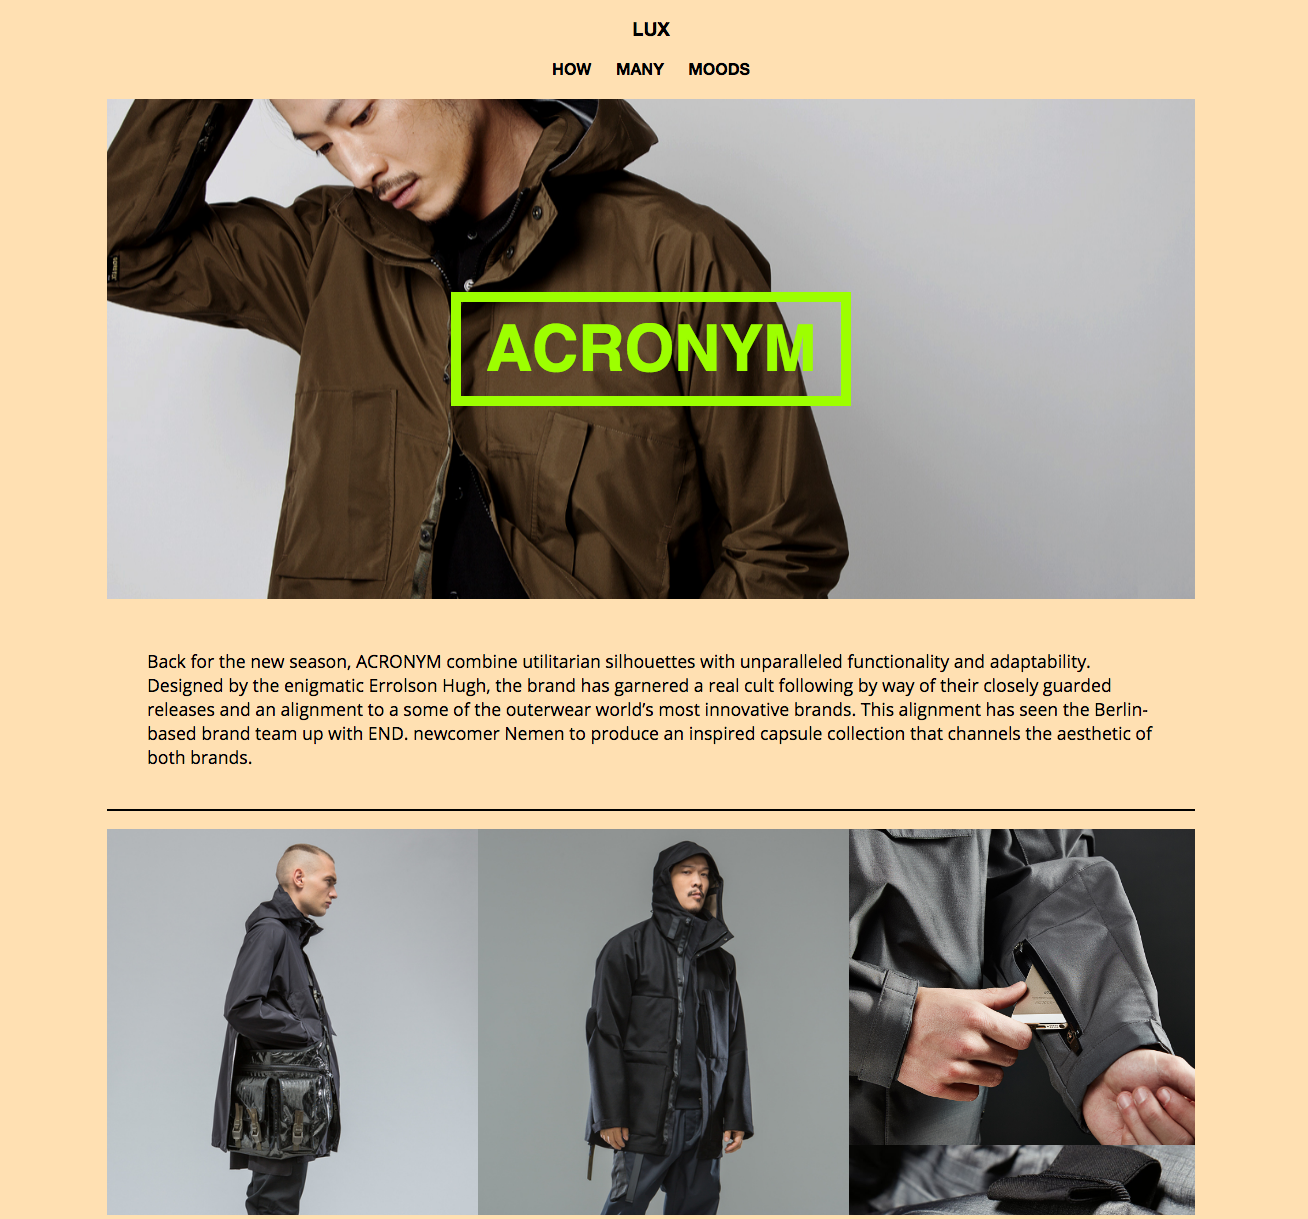 LUX
HOW MANY MOODS
ACRONYM
Back for the new season, ACRONYM combine utilitarian silhouettes with unparalleled functionality and adaptability.
Designed by the enigmatic Errolson Hugh, the brand has garnered a real cult following by way of their closely guarded
releases and an alignment to a some of the outerwear world’s most innovative brands. This alignment has seen the Berlin-
based brand team up with END. newcomer Nemen to produce an inspired capsule collection that channels the aesthetic of
both brands.